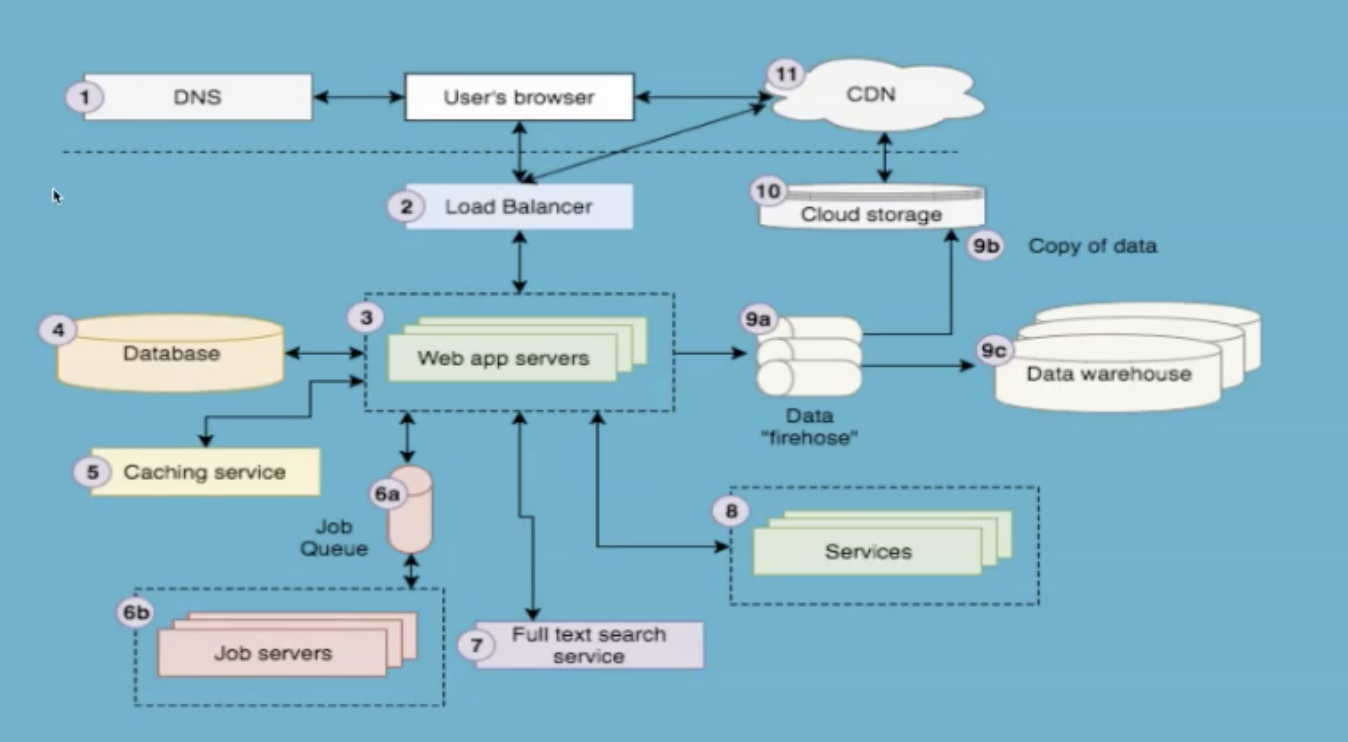 1
DNS
User's browser
11
CDN
2
Load Balancer
10
Cloud storage
9b
Copy of data
4
Database
3
Web app servers
9a
Data
"firehose"
9c
Data warehouse
5
Caching service
6a
Job
Queue
8
Services
6b
Job servers
7
Full text search
service